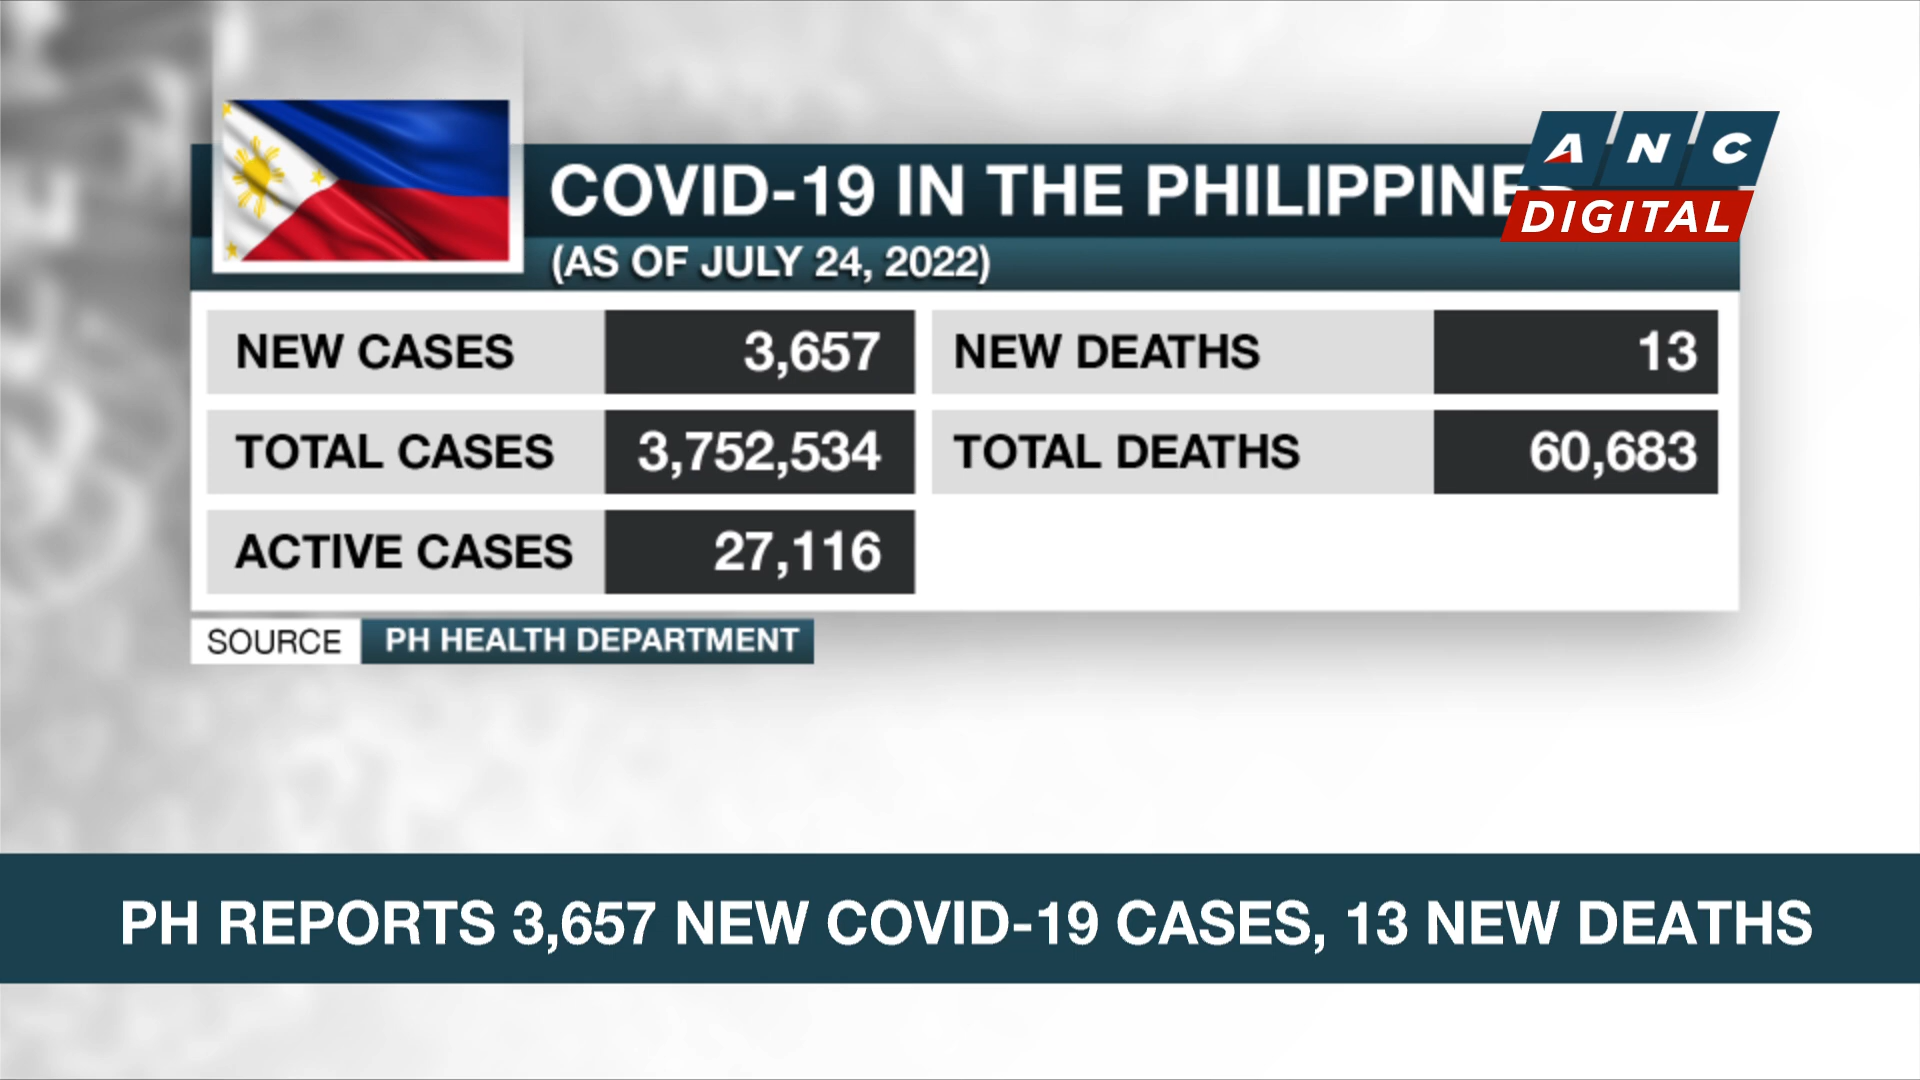 COVID-19 IN THE PHILIPPINES
(AS OF JULY 24, 2022)
ANC
DIGITAL
NEW CASES 3,657 NEW DEATHS 13
TOTAL CASES 3,752,534 TOTAL DEATHS 60,683
ACTIVE CASES 27,116
SOURCE PH HEALTH DEPARTMENT
PH REPORTS 3,657 NEW COVID-19 CASES, 13 NEW DEATHS